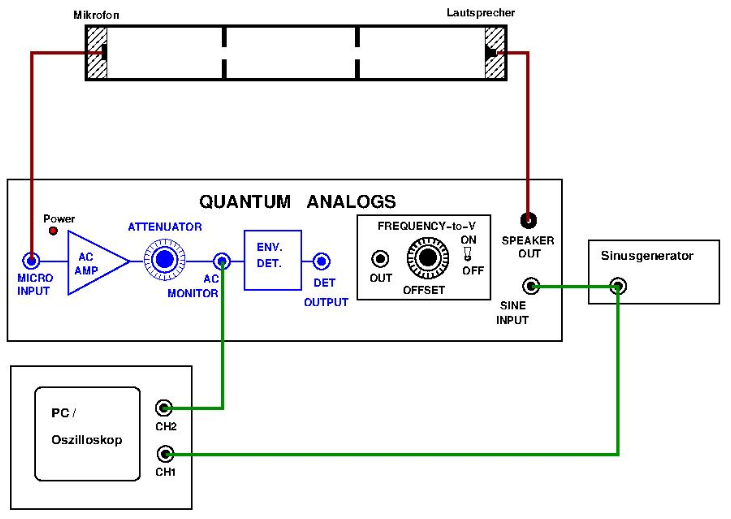 Mikrofon
Lautsprecher
QUANTUM ANALOGS
Power
ATTENUATOR
FREQUENCY-to-V
ON
OFF
AC
AMP
ENV.
DET.
OUT
OFFSET
SPEAKER
OUT
MICRO
INPUT
AC
MONITOR
DET
OUTPUT
SINE
INPUT
Sinusgenerator
PC /
Oszilloskop
CH2
CH1